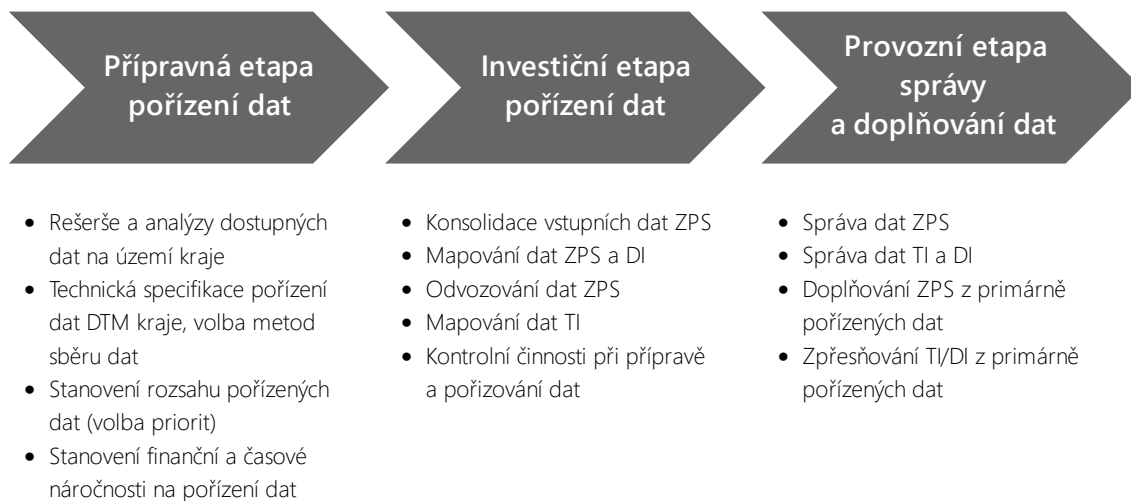 Přípravná etapa
pořízení dat
Investiční etapa
pořízení dat
Provozní etapa
správy
a doplňování dat
• Rešerše a analýzy dostupných
dat na území kraje
• Technická specifikace pořízení
dat DTM kraje, volba metod
sběru dat
• Stanovení rozsahu pořízených
dat (volba priorit)
• Stanovení finanční a časové
náročnosti na pořízení dat
• Konsolidace vstupních dat ZPS
• Mapování dat ZPS a DI
• Odvozování dat ZPS
• Mapování dat TI
• Kontrolní činnosti při přípravě
a pořizování dat
• Správa dat ZPS
• Správa dat TI a DI
• Doplňování ZPS z primárně
pořízených dat
• Zpřesňování TI/DI z primárně
pořízených dat